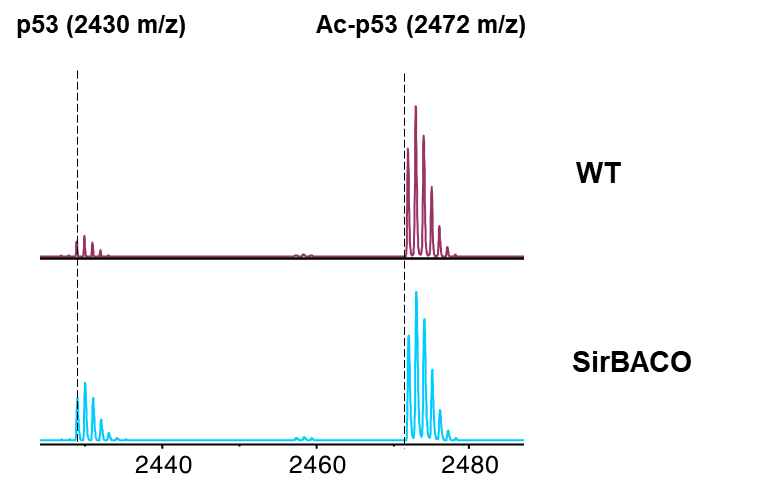 p53 (2430 m/z) Ac-p53 (2472 m/z)
WT
SirBACO
2440 2460 2480